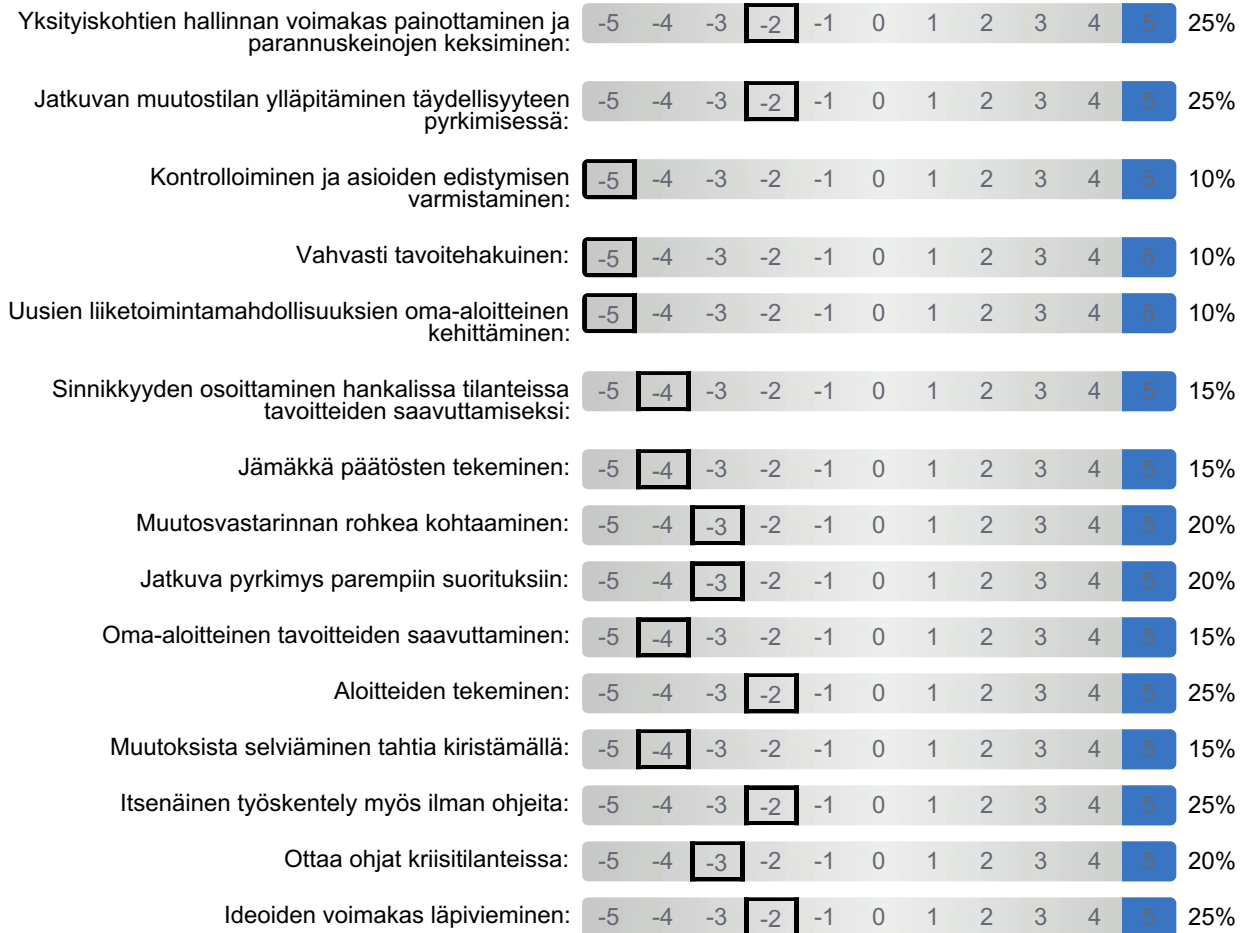 Yksityiskohtien hallinnan voimakas painottaminen ja
parannuskeinojen keksiminen:
-5 -4 -3 -2 -1 0 1 2 3 4 5 25%
Jatkuvan muutostilan ylläpitäminen täydellisyyteen
pyrkimisessä:
-5 -4 -3 -2 -1 0 1 2 3 4 5 25%
Kontrolloiminen ja asioiden edistymisen
varmistaminen:
-5 -4 -3 -2 -1 0 1 2 3 4 5 10%
Vahvasti tavoitehakuinen: -5 -4 -3 -2 -1 0 1 2 3 4 5 10%
Uusien liiketoimintamahdollisuuksien oma-aloitteinen
kehittäminen:
-5 -4 -3 -2 -1 0 1 2 3 4 5 10%
Sinnikkyyden osoittaminen hankalissa tilanteissa
tavoitteiden saavuttamiseksi:
-5 -4 -3 -2 -1 0 1 2 3 4 5 15%
Jämäkkä päätösten tekeminen: -5 -4 -3 -2 -1 0 1 2 3 4 5 15%
Muutosvastarinnan rohkea kohtaaminen: -5 -4 -3 -2 -1 0 1 2 3 4 5 20%
Jatkuva pyrkimys parempiin suorituksiin: -5 -4 -3 -2 -1 0 1 2 3 4 5 20%
Oma-aloitteinen tavoitteiden saavuttaminen: -5 -4 -3 -2 -1 0 1 2 3 4 5 15%
Aloitteiden tekeminen: -5 -4 -3 -2 -1 0 1 2 3 4 5 25%
Muutoksista selviäminen tahtia kiristämällä: -5 -4 -3 -2 -1 0 1 2 3 4 5 15%
Itsenäinen työskentely myös ilman ohjeita: -5 -4 -3 -2 -1 0 1 2 3 4 5 25%
Ottaa ohjat kriisitilanteissa: -5 -4 -3 -2 -1 0 1 2 3 4 5 20%
Ideoiden voimakas läpivieminen: -5 -4 -3 -2 -1 0 1 2 3 4 5 25%